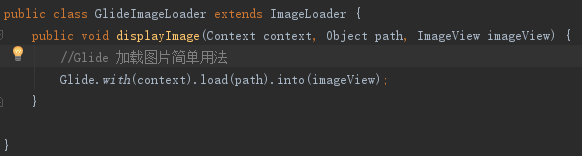 public class GlideImageLoader extends ImageLoader {
public void displayImage(Context context, Object path, ImageView imageView) {
//Glide 加载图片简单用法
Glide.with(context).load(path).into(imageView);
}
}